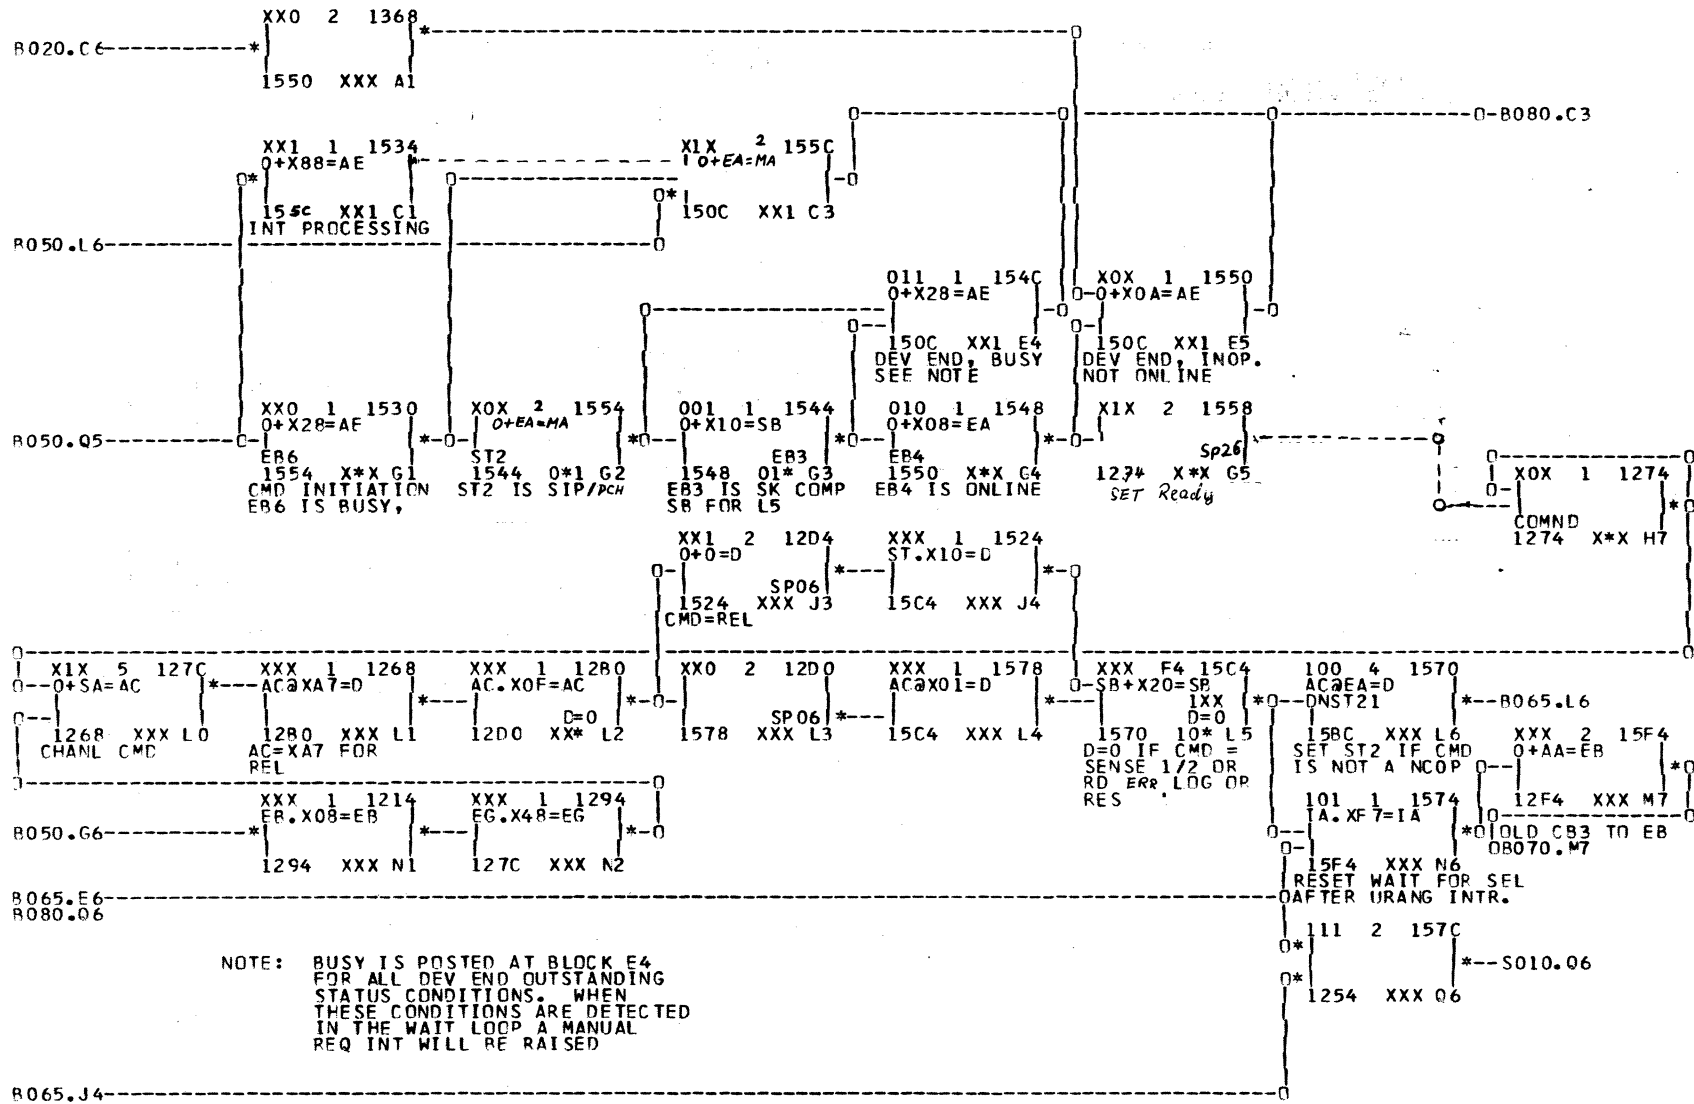 XX0 2 1368
B020.C6
1550 XXX A1
B080.C3
XX1 1 1534
0+X88=AE
155C XX1 C1
INT PROCESSING
X1X 2 155C
0+EA=MA
150C XX1 C3
B050.L6
011 1 154C
0+X28=AE
150C XX1 E4
DEV END, BUSY
SEE NOTE
X0X 1 1550
0+X0A=AE
150C XX1 E5
DEV END, INOP.
NOT ONLINE
B050.Q5
XX0 1 1530
0+X28=AE
EB6
1554 X*X G1
CMD INITIATION
EB6 IS BUSY,
X0X 2 1554
0+EA=MA
ST2
1544 0*1 G2
ST2 IS SIP/PCH
001 1 1544
0+X10=SB
EB3
1548 01* G3
EB3 IS SK COMP
SB FOR L5
010 1 1548
0+X08=EA
EB4
1550 X*X G4
EB4 IS ONLINE
X1X 2 1558
SP26
1274 X*X G5
SET Ready
X0X 1 1274
COMND
1274 X*X H7
XX1 2 12D4
0+0=D
SP06
1524 XXX J3
CMD=REL
XXX 1 1524
ST.X10=D
15C4 XXX J4
X1X 5 127C
0+SA=AC
1268 XXX L0
CHANL CMD
XXX 1 1268
AC@XA7=D
12B0 XXX L1
AC=XA7 FOR
REL
XXX 1 12B0
AC.X0F=AC
D=0
12D0 XX* L2
XX0 2 12D0
SP06
1578 XXX L3
XXX 1 1578
AC@X01=D
15C4 XXX L4
XXX F4 15C4
SB+X20=SB
1XX
D=0
1570 10* L5
D=0 IF CMD =
SENSE 1/2 OR
RD ERR LOG OR
RES
100 4 1570
AC@EA=D
DNST21
15BC XXX L6
SET ST2 IF CMD
IS NOT A NCOP
B065.L6
XXX 2 15F4
0+AA=EB
12F4 XXX M7
OLD CB3 TO EB
0B070.M7
B050.G6
XXX 1 1214
EB.X08=EB
1294 XXX N1
XXX 1 1294
EG.X48=EG
127C XXX N2
101 1 1574
IA.XF7=IA
15F4 XXX N6
RESET WAIT FOR SEL
AFTER URANG INTR.
B065.E6
B080.Q6
111 2 157C
S010.Q6
1254 XXX Q6
NOTE: BUSY IS POSTED AT BLOCK E4
FOR ALL DEV END OUTSTANDING
STATUS CONDITIONS. WHEN
THESE CONDITIONS ARE DETECTED
IN THE WAIT LOOP A MANUAL
REQ INT WILL BE RAISED
B065.J4